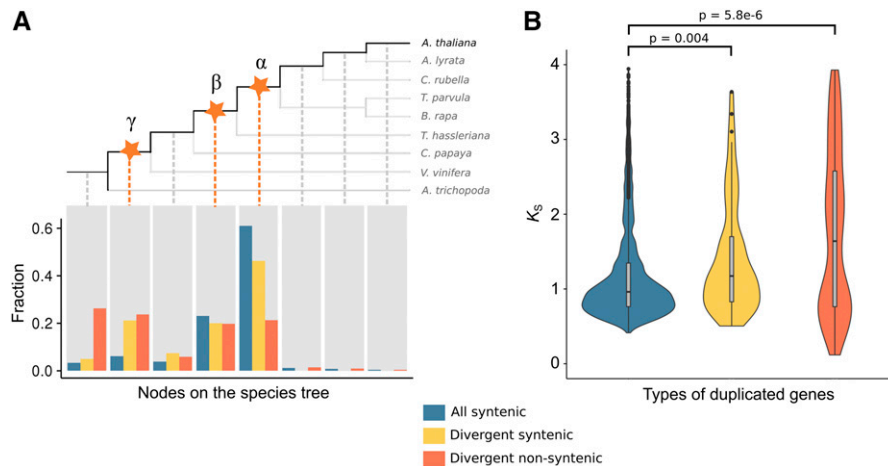 A
γ
β
α
A. thaliana
A. lyrata
C. rubella
T. parvula
B. rapa
T. hassleriana
C. papaya
V. vinifera
A. trichopoda
Fraction
0.6
0.4
0.2
0.0
Nodes on the species tree
B
p = 5.8e-6
p = 0.004
KS
4
3
2
1
0
Types of duplicated genes
All syntenic
Divergent syntenic
Divergent non-syntenic